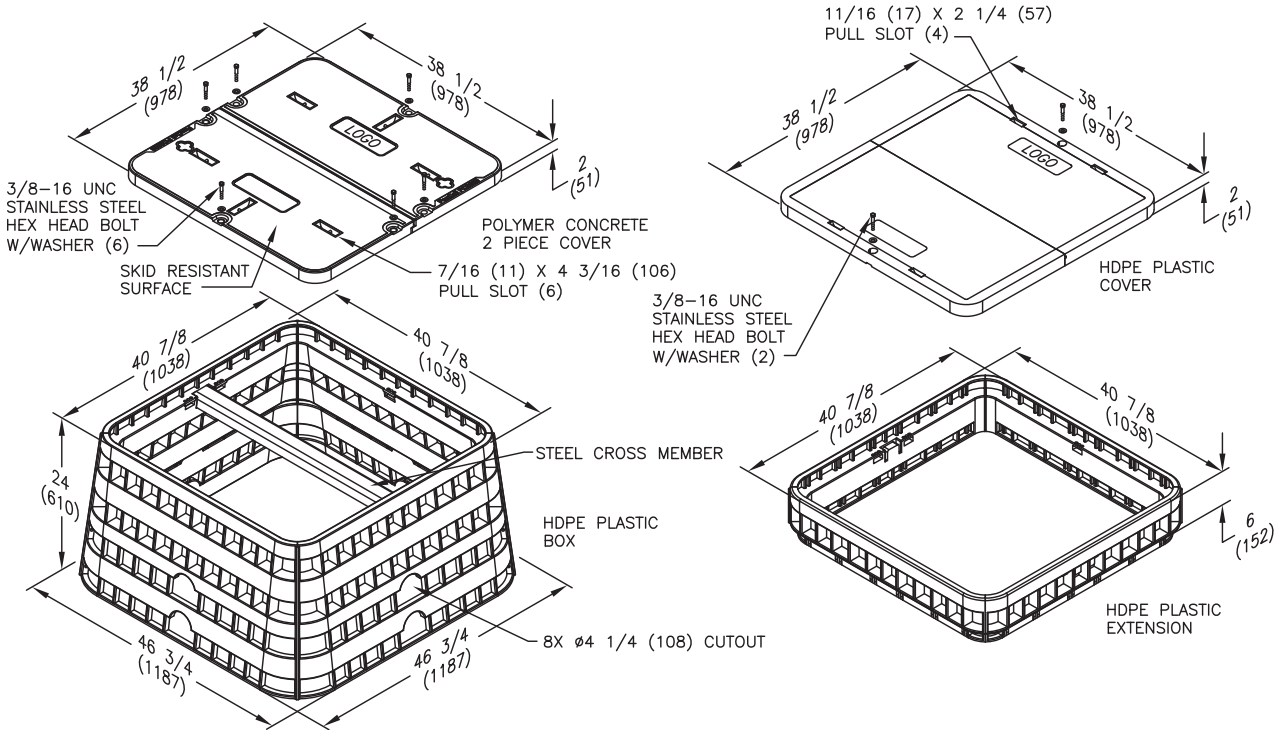 38 1/2
(978)
38 1/2
(978)
LOGO
2
(51)
3/8-16 UNC
STAINLESS STEEL
HEX HEAD BOLT
W/WASHER (6)
SKID RESISTANT
SURFACE
POLYMER CONCRETE
2 PIECE COVER
7/16 (11) X 4 3/16 (106)
PULL SLOT (6)
11/16 (17) X 2 1/4 (57)
PULL SLOT (4)
38 1/2
(978)
38 1/2
(978)
LOGO
2
(51)
HDPE PLASTIC
COVER
3/8-16 UNC
STAINLESS STEEL
HEX HEAD BOLT
W/WASHER (2)
40 7/8
(1038)
40 7/8
(1038)
24
(610)
STEEL CROSS MEMBER
HDPE PLASTIC
BOX
8X ø4 1/4 (108) CUTOUT
46 3/4
(1187)
46 3/4
(1187)
40 7/8
(1038)
40 7/8
(1038)
6
(152)
HDPE PLASTIC
EXTENSION